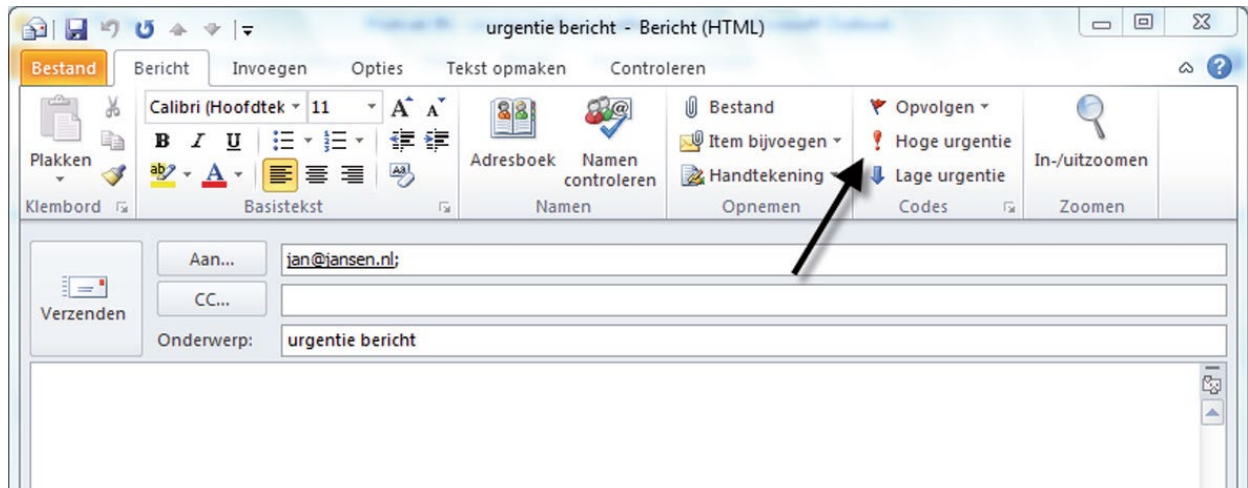 urgentie bericht - Bericht (HTML)
Bestand Bericht Invoegen Opties Tekst opmaken Controleren
Calibri (Hoofdtek 11 A A Bestand Opvolgen
B I U Item bijvoegen Hoge urgentie
Plakken ab A Aa Adresboek Namen controleren Handtekening Lage urgentie In-/uitzoomen
Klembord Basistekst Namen Opnemen Codes Zoomen
Aan... jan@jansen.nl;
CC...
Verzenden
Onderwerp: urgentie bericht